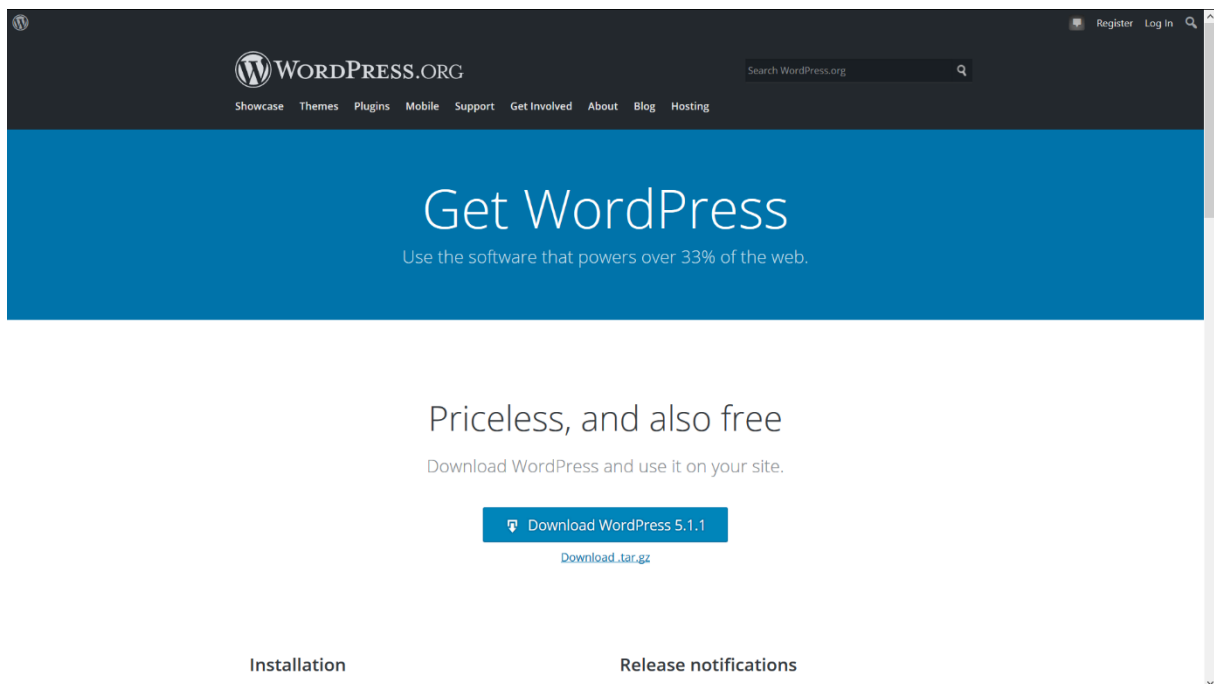 Register Log In
WORDPRESS.ORG
Search WordPress.org
Showcase Themes Plugins Mobile Support Get Involved About Blog Hosting
Get WordPress
Use the software that powers over 33% of the web.
Priceless, and also free
Download WordPress and use it on your site.
Download WordPress 5.1.1
Download .tar.gz
Installation Release notifications